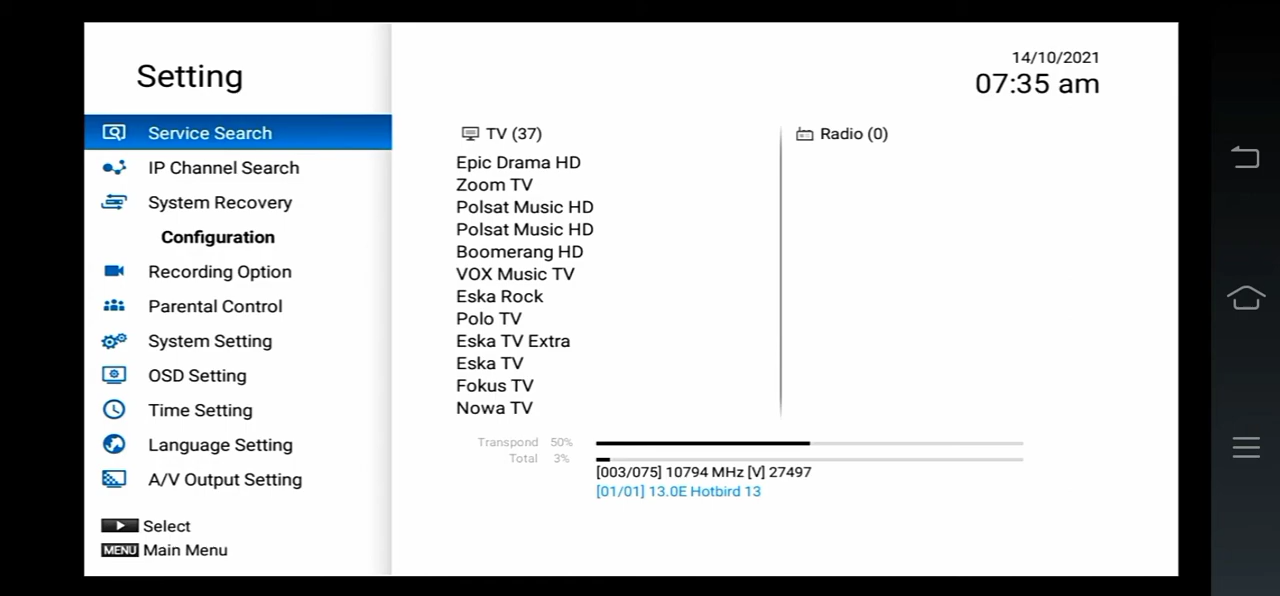 Setting
Service Search
IP Channel Search
System Recovery
Configuration
Recording Option
Parental Control
System Setting
OSD Setting
Time Setting
Language Setting
A/V Output Setting
Select
MENU Main Menu
14/10/2021
07:35 am
TV (37)
Epic Drama HD
Zoom TV
Polsat Music HD
Polsat Music HD
Boomerang HD
VOX Music TV
Eska Rock
Polo TV
Eska TV Extra
Eska TV
Fokus TV
Nowa TV
Radio (0)
Transpond 50%
Total 3%
[003/075] 10794 MHz [V] 27497
[01/01] 13.0E Hotbird 13